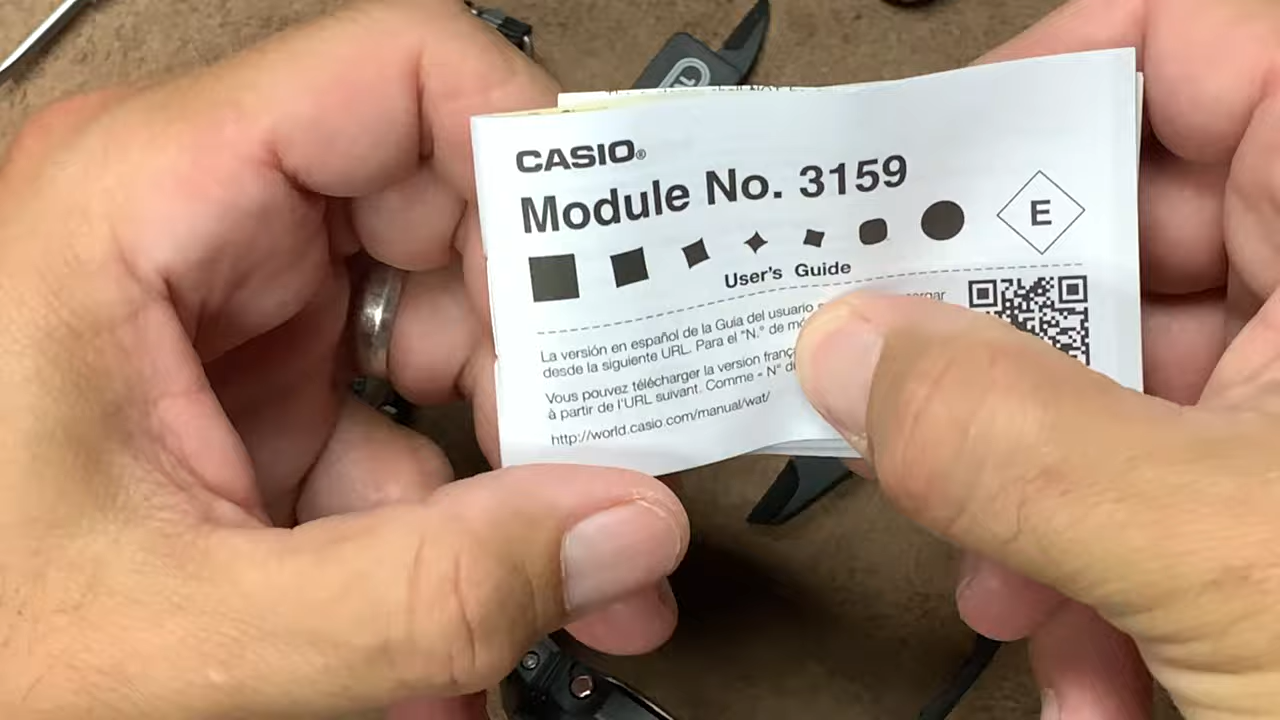 CASIO®
Module No. 3159
E
User's Guide
La versión en español de la Guía del usuario
desde la siguiente URL. Para el "N.° de
Vous pouvez télécharger la version
à partir de l'URL suivant. Comme « N°
http://world.casio.com/manual/wat/